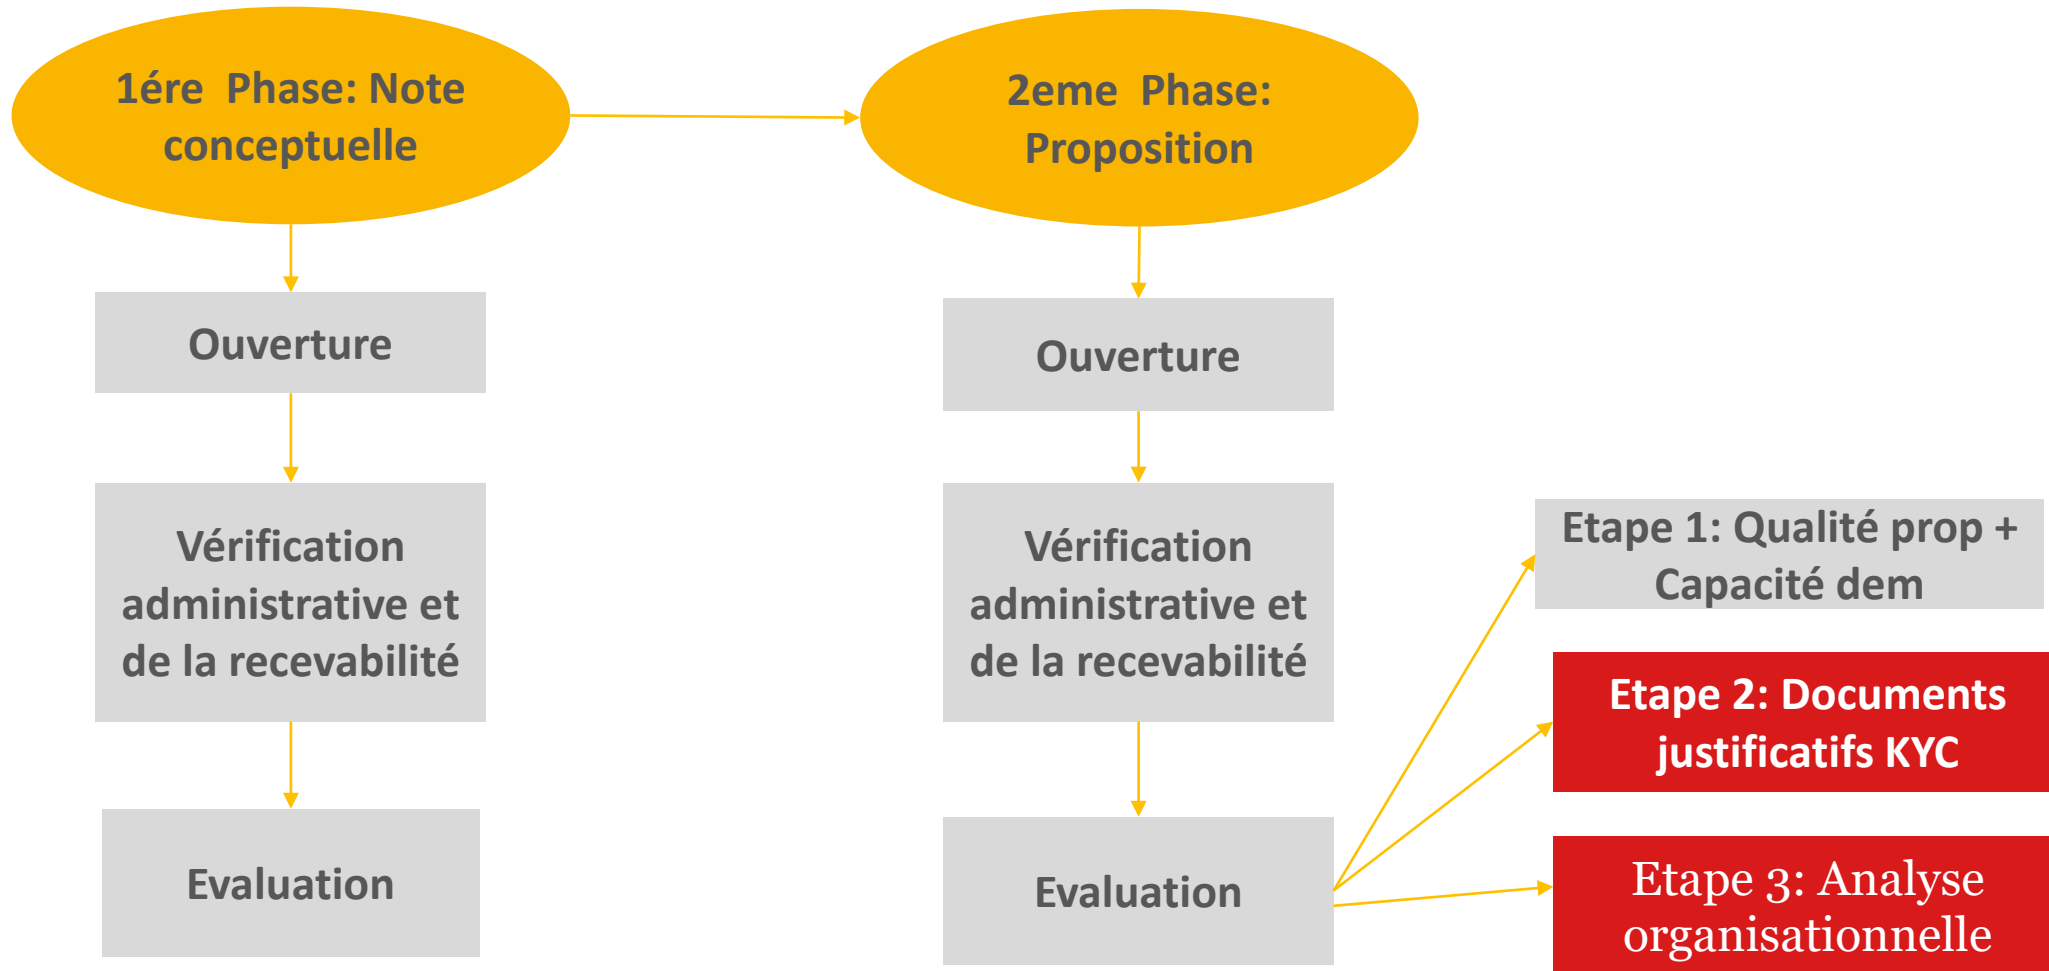 1ére  Phase: Note
conceptuelle
Ouverture
Vérification
administrative et
de la recevabilité
Evaluation
2eme  Phase:
Proposition
Ouverture
Vérification
administrative et
de la recevabilité
Evaluation
Etape 1: Qualité prop +
Capacité dem
Etape 2: Documents
justificatifs KYC
Etape 3: Analyse
organisationnelle